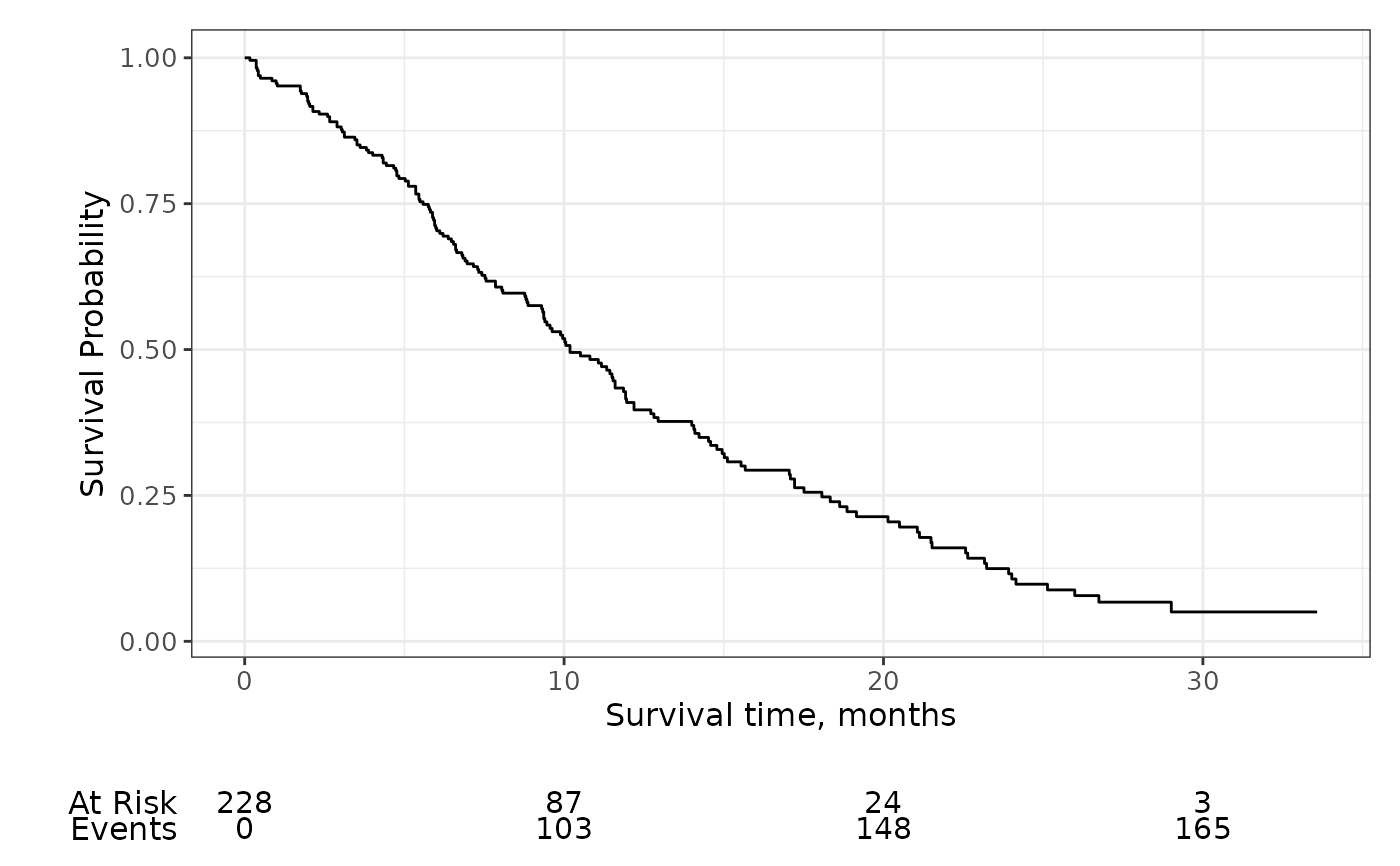 1.00
0.75
0.50
0.25
0.00
Survival Probability
0 10 20 30
Survival time, months
At Risk 228 87 24 3
Events 0 103 148 165